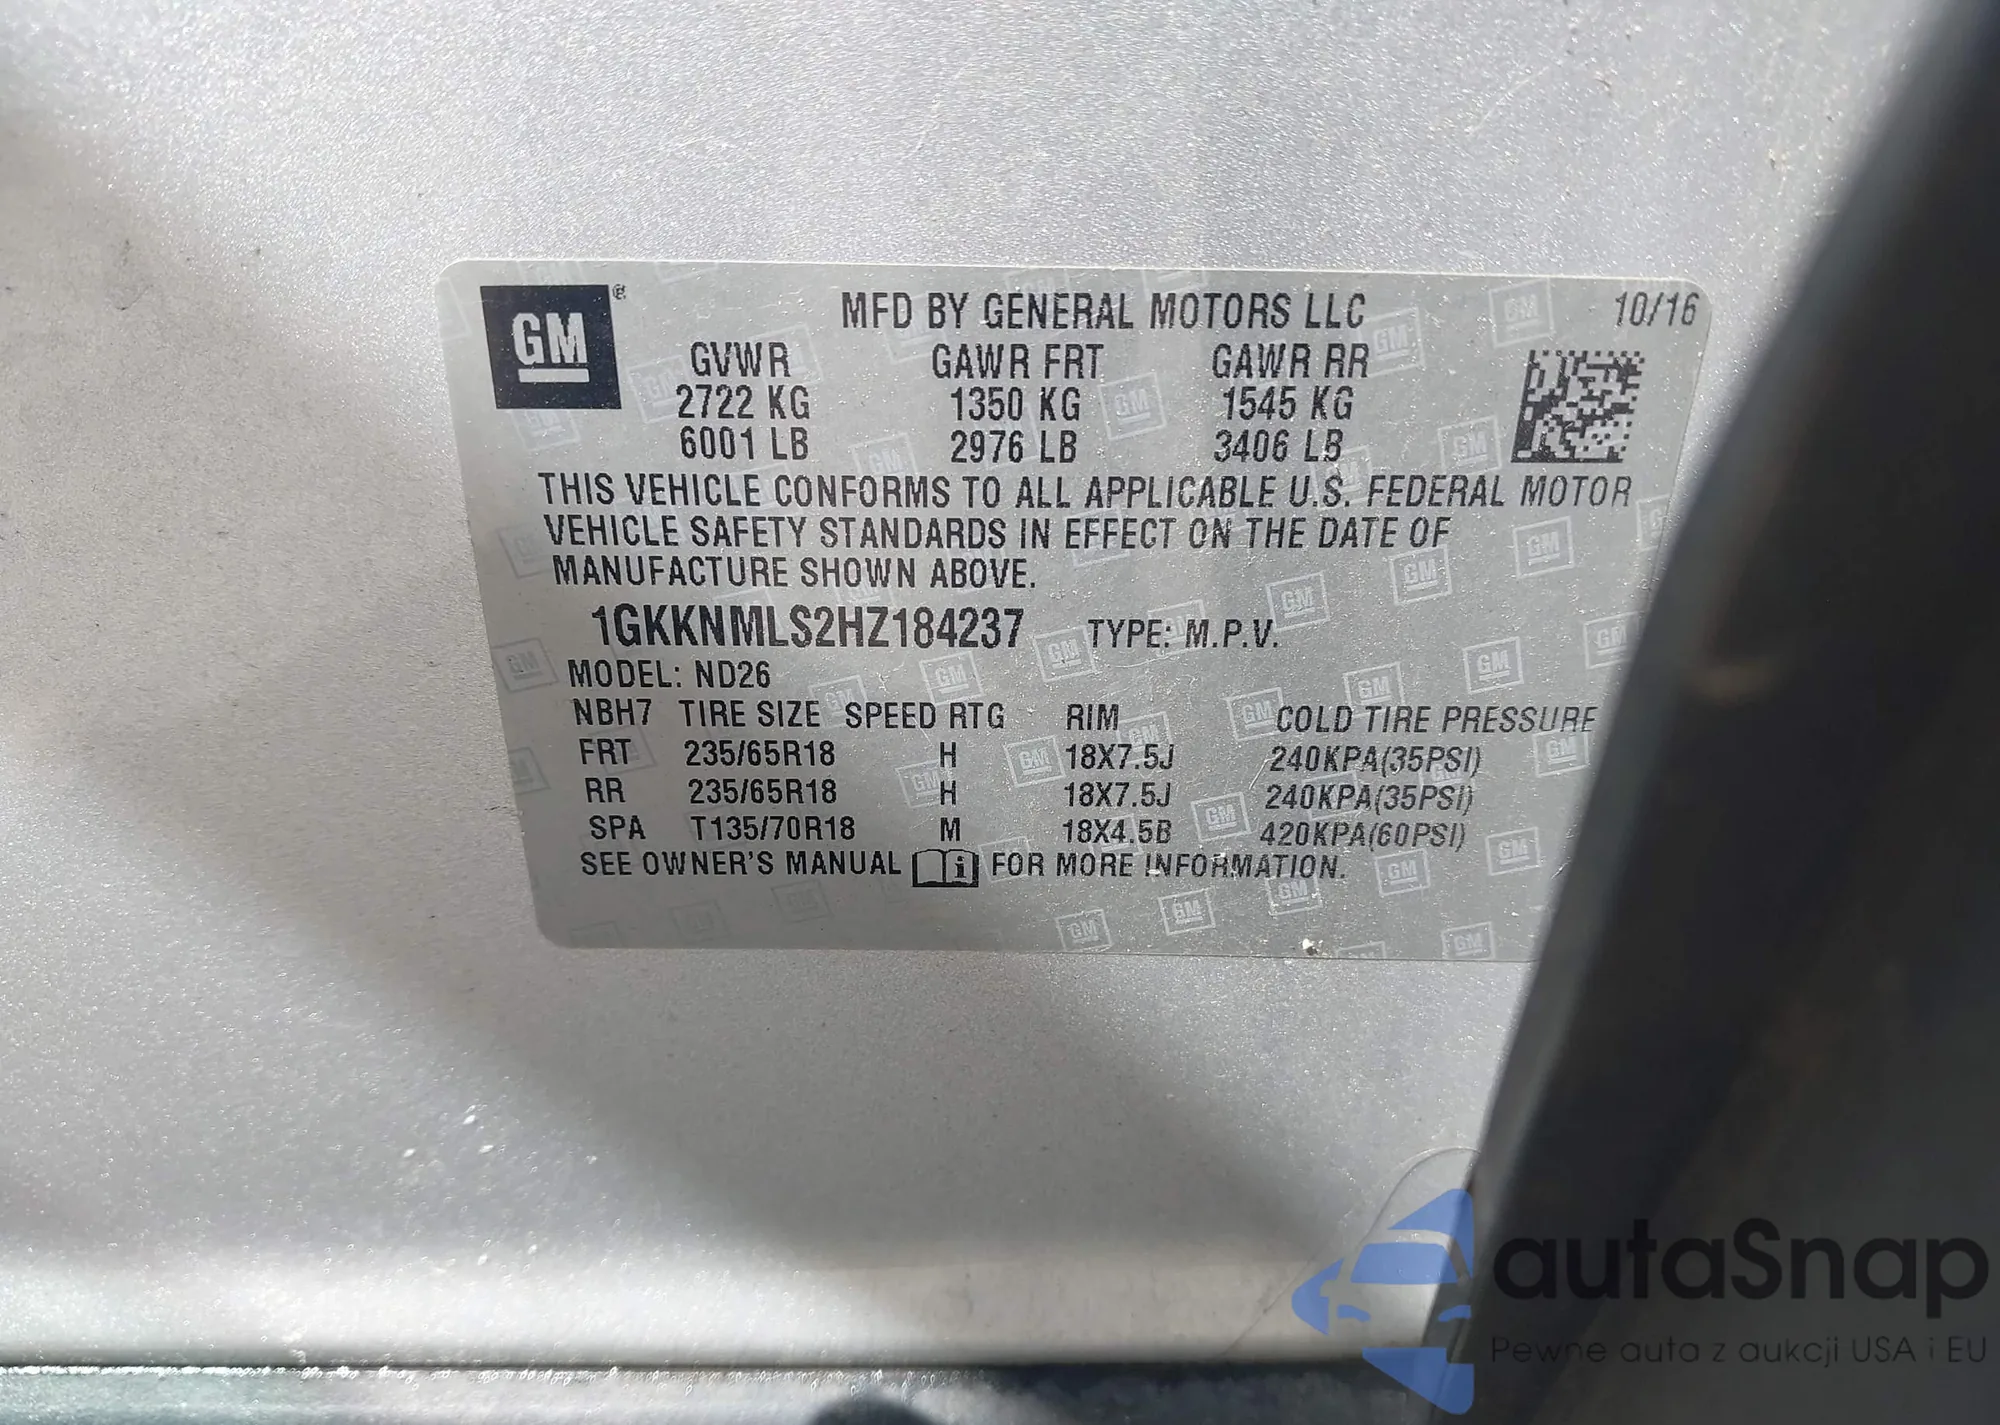 GM ®
MFD BY GENERAL MOTORS LLC 10/16
GVWR GAWR FRT GAWR RR
2722 KG 1350 KG 1545 KG
6001 LB 2976 LB 3406 LB
THIS VEHICLE CONFORMS TO ALL APPLICABLE U.S. FEDERAL MOTOR
VEHICLE SAFETY STANDARDS IN EFFECT ON THE DATE OF
MANUFACTURE SHOWN ABOVE.
1GKKNMLS2HZ184237 TYPE: M.P.V.
MODEL: ND26
NBH7 TIRE SIZE SPEED RTG RIM COLD TIRE PRESSURE
FRT 235/65R18 H 18X7.5J 240KPA(35PSI)
RR 235/65R18 H 18X7.5J 240KPA(35PSI)
SPA T135/70R18 M 18X4.5B 420KPA(60PSI)
SEE OWNER'S MANUAL FOR MORE INFORMATION.
autaSnap
Pewne auta z aukcji USA i EU